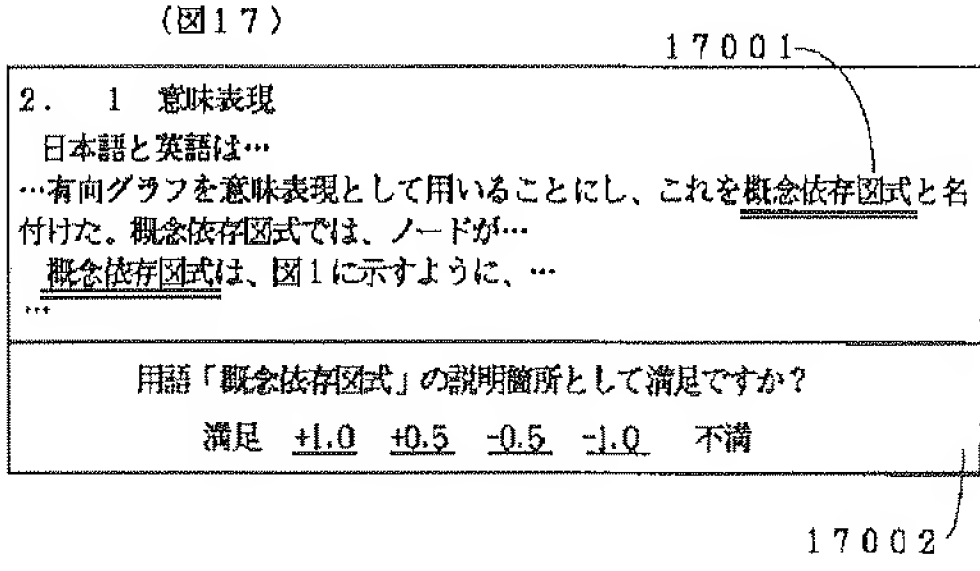 (図17)
17001
2. 1 意味表現
日本語と英語は…
…有向グラフを意味表現として用いることにし、これを概念依存図式と名
付けた。概念依存図式では、ノードが…
概念依存図式は、図1に示すように、…
…
用語「概念依存図式」の説明箇所として満足ですか?
満足 +1.0 +0.5 -0.5 -1.0 不満
17002